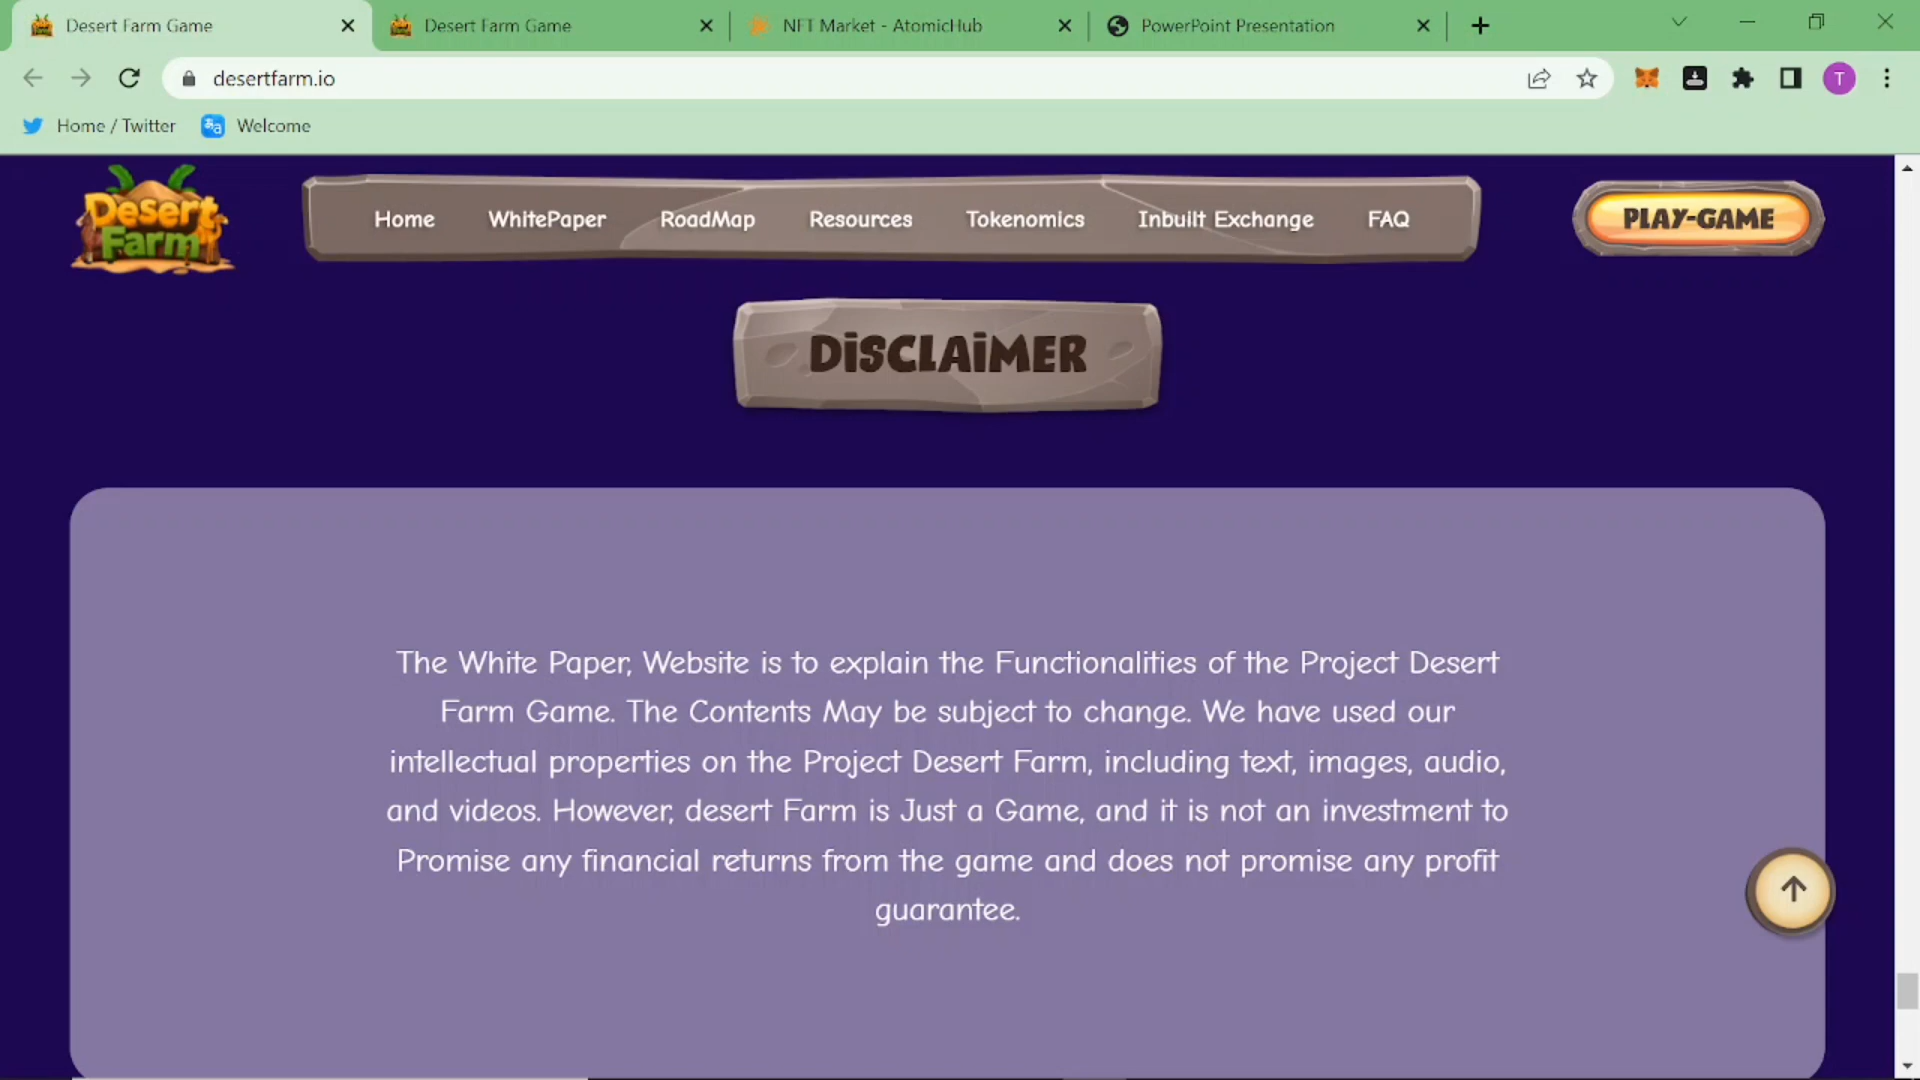 Desert Farm Game
Desert Farm Game
NFT Market - AtomicHub
PowerPoint Presentation
desertfarm.io
T
Home / Twitter
Welcome
Desert
Farm
Home
WhitePaper
RoadMap
Resources
Tokenomics
Inbuilt Exchange
FAQ
PLAY-GAME
DiSCLAiMER
The White Paper, Website is to explain the Functionalities of the Project Desert
Farm Game. The Contents May be subject to change. We have used our
intellectual properties on the Project Desert Farm, including text, images, audio,
and videos. However, desert Farm is Just a Game, and it is not an investment to
Promise any financial returns from the game and does not promise any profit
guarantee.